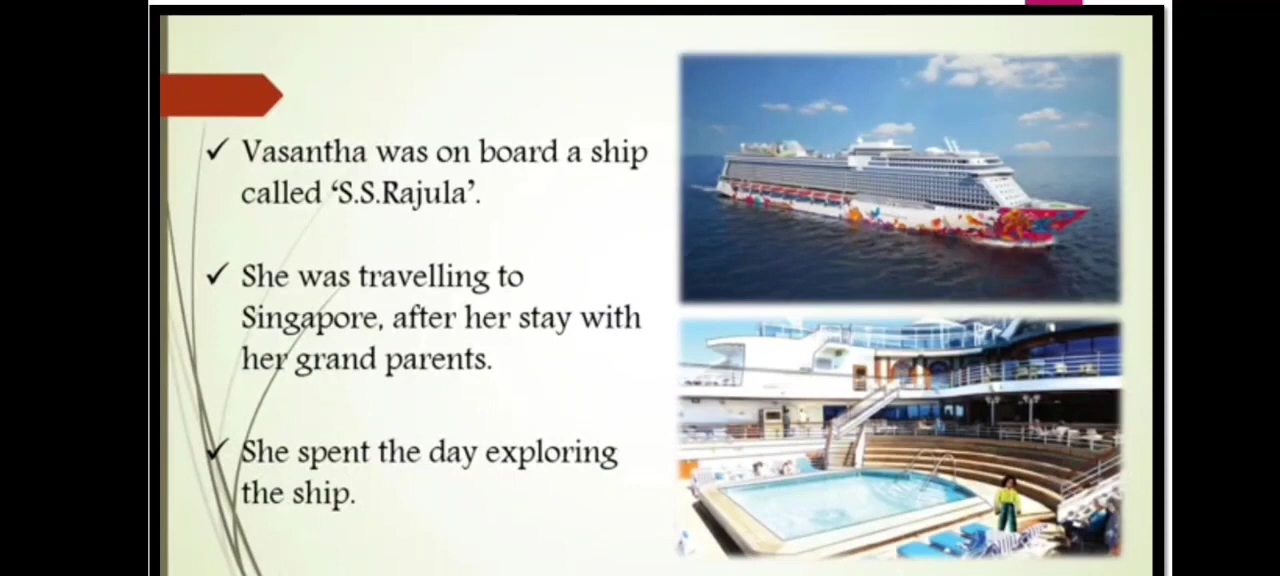 ✓ Vasantha was on board a ship
called ‘S.S.Rajula’.
✓ She was travelling to
Singapore, after her stay with
her grand parents.
✓ She spent the day exploring
the ship.